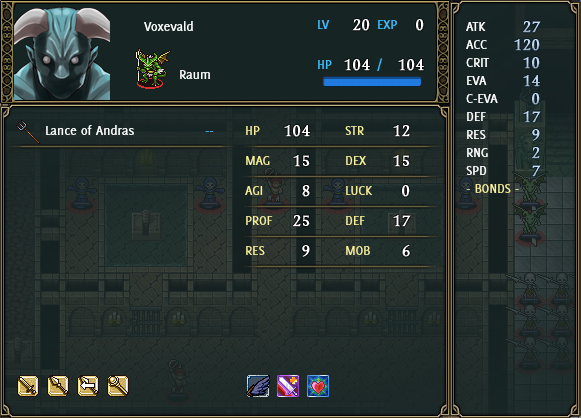 Voxevald
LV 20 EXP 0
Raum
HP 104 / 104
Lance of Andras --
HP 104 STR 12
MAG 15 DEX 15
AGI 8 LUCK 0
PROF 25 DEF 17
RES 9 MOB 6
ATK 27
ACC 120
CRIT 10
EVA 14
C-EVA 0
DEF 17
RES 9
RNG 2
SPD 7
- BONDS -